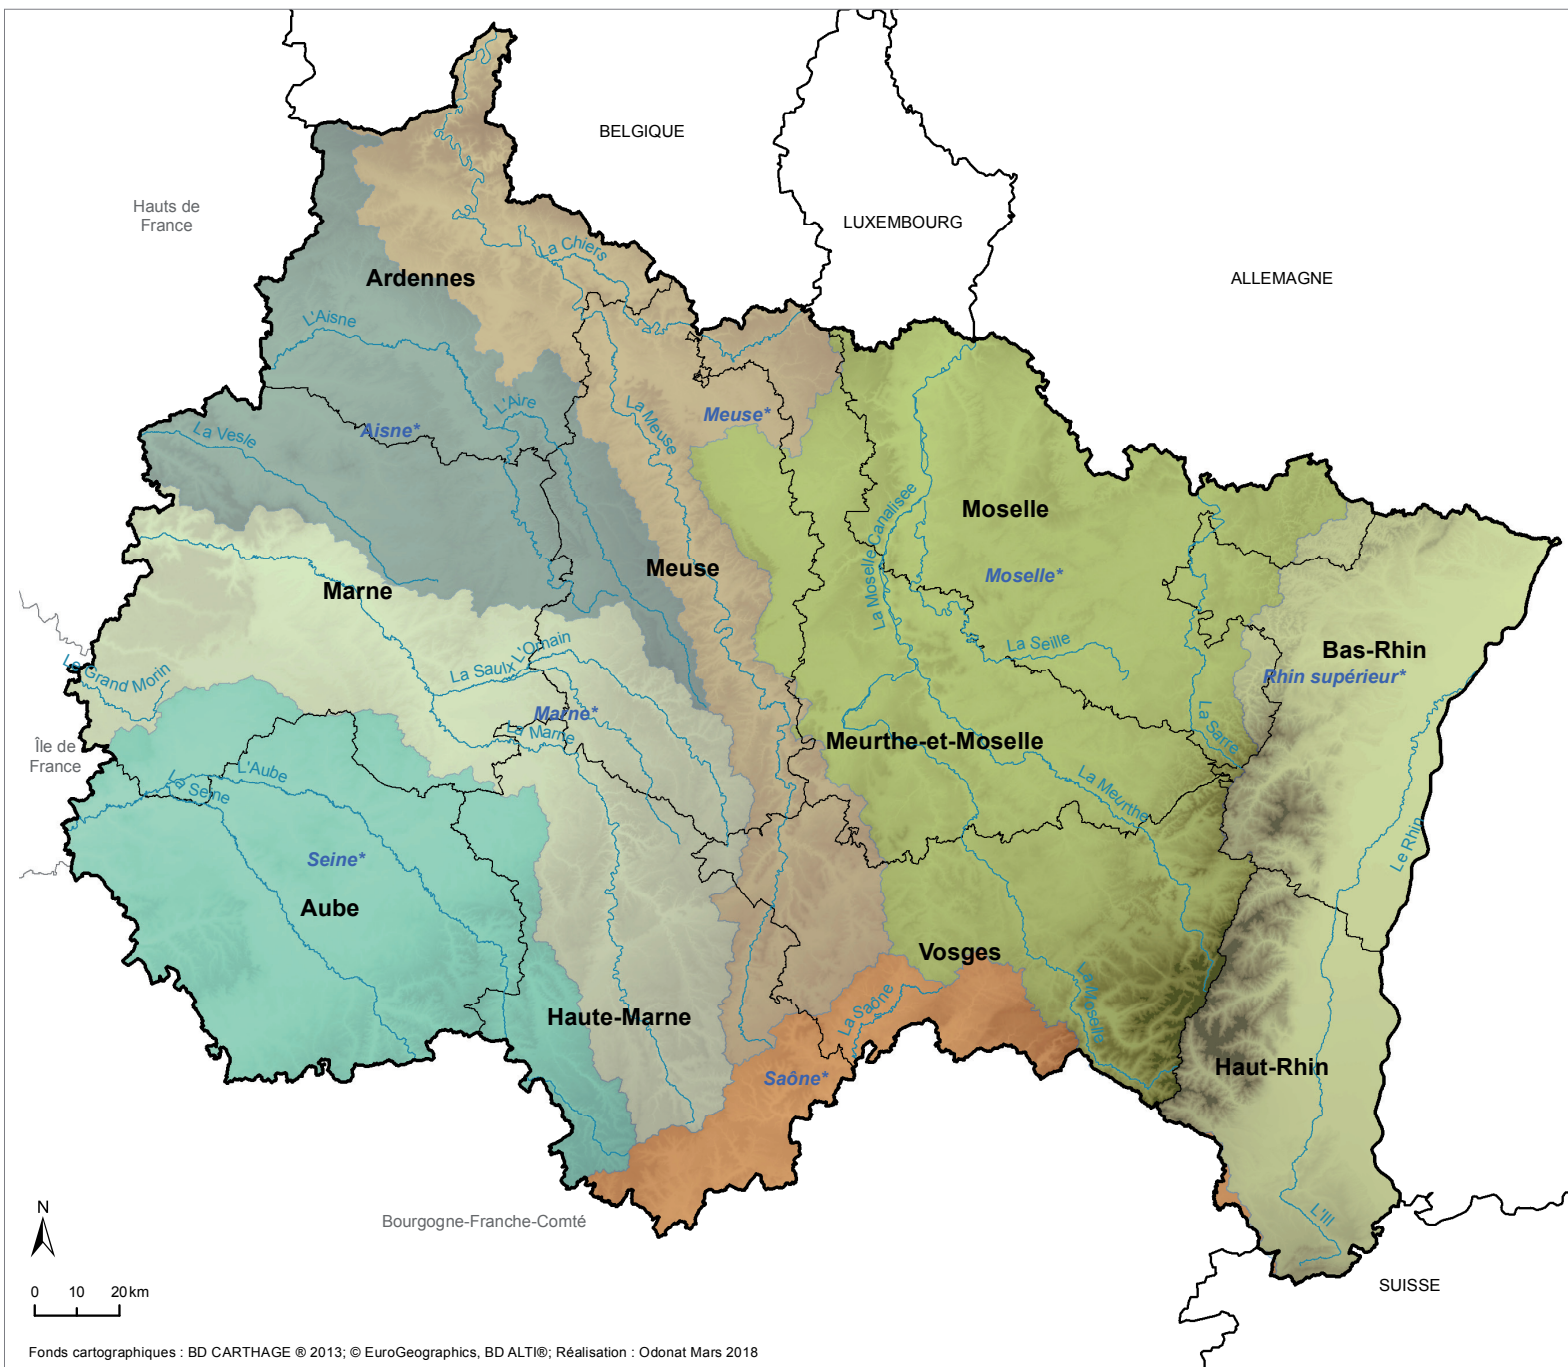 BELGIQUE
Hauts de
France
LUXEMBOURG
La Chiers
Ardennes
ALLEMAGNE
L'Aisne
L'Aire
La Meuse
Meuse*
Aisne*
La Vesle
La Moselle Canalisée
Moselle
Meuse
Moselle*
Marne
L'Ornain
La Saulx
La Seille
Bas-Rhin
Rhin supérieur*
Le Grand Morin
Marne*
La Marne
La Sarre
Meurthe-et-Moselle
Île de
France
L'Aube
La Seine
La Meurthe
Le Rhin
Seine*
Aube
Vosges
La Moselle
La Saône
Haute-Marne
Saône*
Haut-Rhin
L'Ill
Bourgogne-Franche-Comté
SUISSE
N
0 10 20 km
Fonds cartographiques : BD CARTHAGE ® 2013; © EuroGeographics, BD ALTI®; Réalisation : Odonat Mars 2018